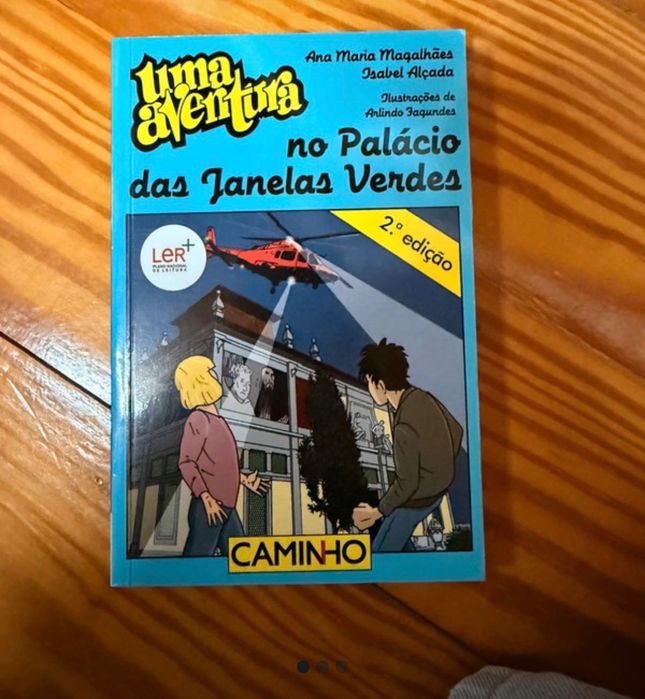 uma
aventura
Ana Maria Magalhães
Isabel Alçada
Ilustrações de
Arlindo Fagundes
no Palácio
das Janelas Verdes
2.ª edição
LeR+
PLANO NACIONAL
DE LEITURA
CAMINHO